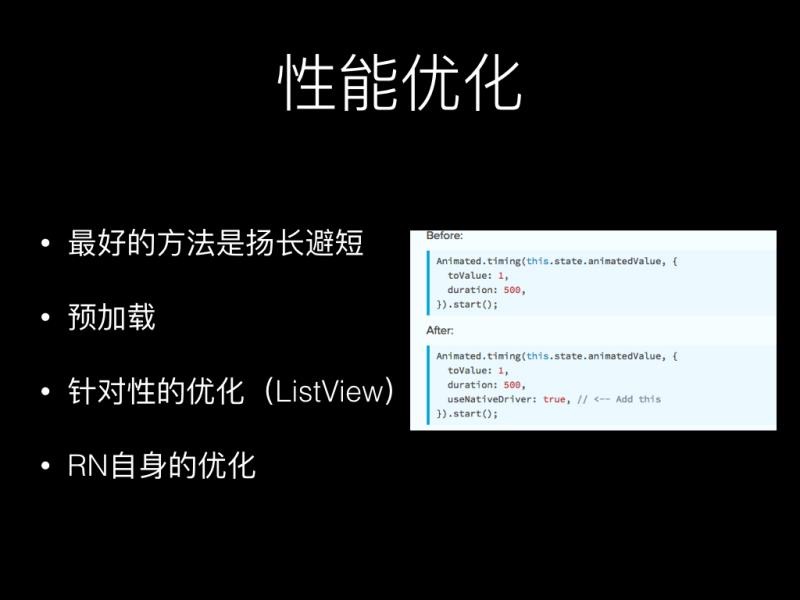 性能优化
• 最好的方法是扬长避短
• 预加载
• 针对性的优化（ListView）
• RN自身的优化
Before:
Animated.timing(this.state.animatedValue, {
toValue: 1,
duration: 500,
}).start();
After:
Animated.timing(this.state.animatedValue, {
toValue: 1,
duration: 500,
useNativeDriver: true, // <-- Add this
}).start();